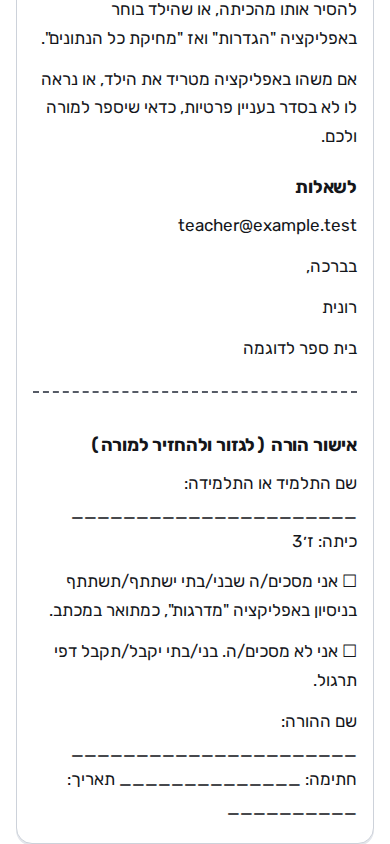 להסיר אותו מהכיתה, או שהילד בוחר
באפליקציה "הגדרות" ואז "מחיקת כל הנתונים".
אם משהו באפליקציה מטריד את הילד, או נראה
לו לא בסדר בעניין פרטיות, כדאי שיספר למורה
ולכם.
לשאלות
teacher@example.test
בברכה,
רונית
בית ספר לדוגמה
אישור הורה (לגזור ולהחזיר למורה)
שם התלמיד או התלמידה:
______________________
כיתה: ז׳3
☐ אני מסכים/ה שבני/בתי ישתתף/תשתתף
בניסיון באפליקציה "מדרגות", כמתואר במכתב.
☐ אני לא מסכים/ה. בני/בתי יקבל/תקבל דפי
תרגול.
שם ההורה:
______________________
חתימה: ______________ תאריך:
__________